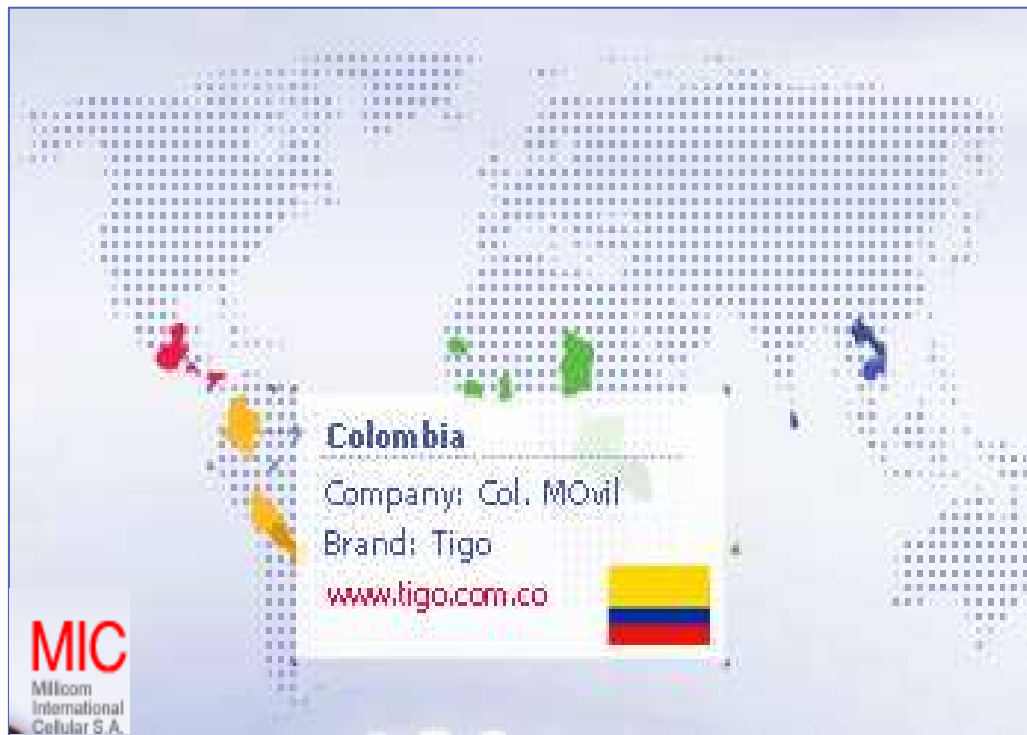 Colombia
Company: Col. MOvil
Brand: Tigo
www.tigo.com.co
MIC
Millicom
International
Cellular S.A.